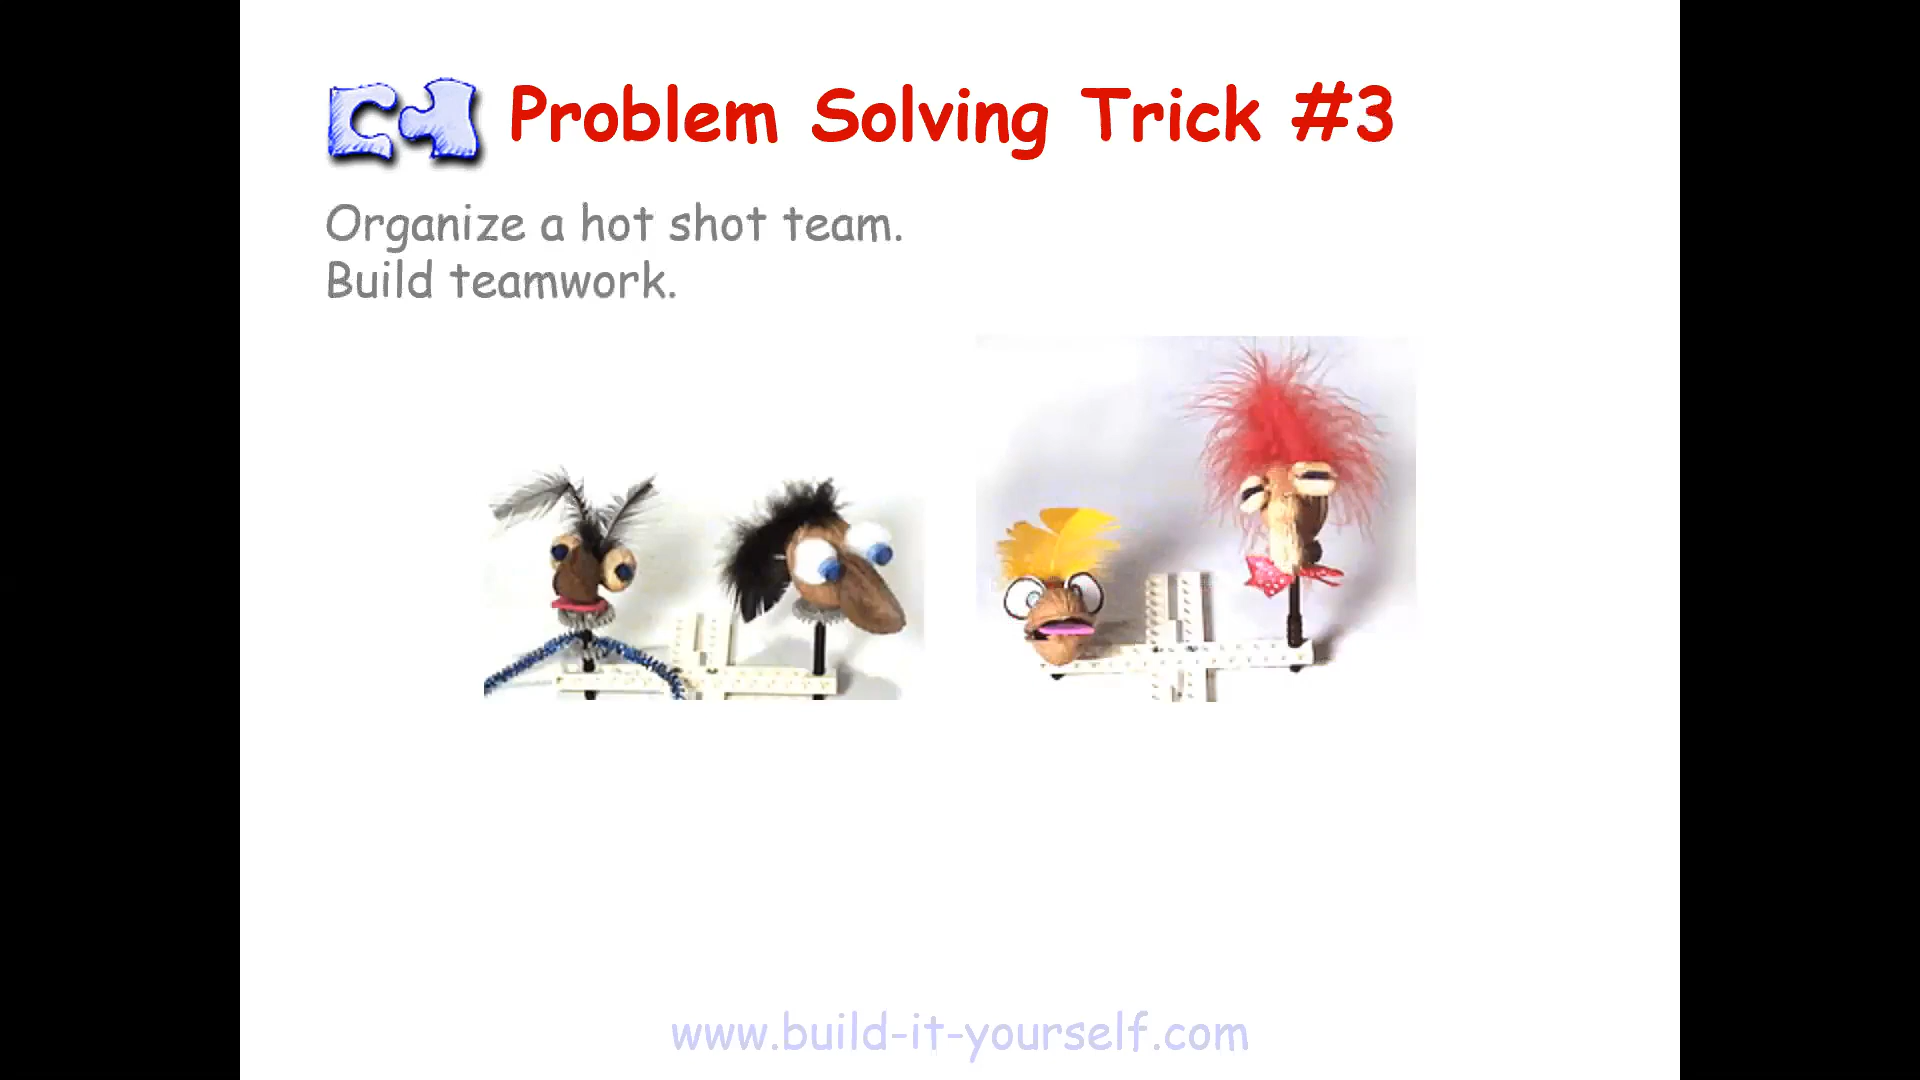 Problem Solving Trick #3
Organize a hot shot team.
Build teamwork.
www.build-it-yourself.com